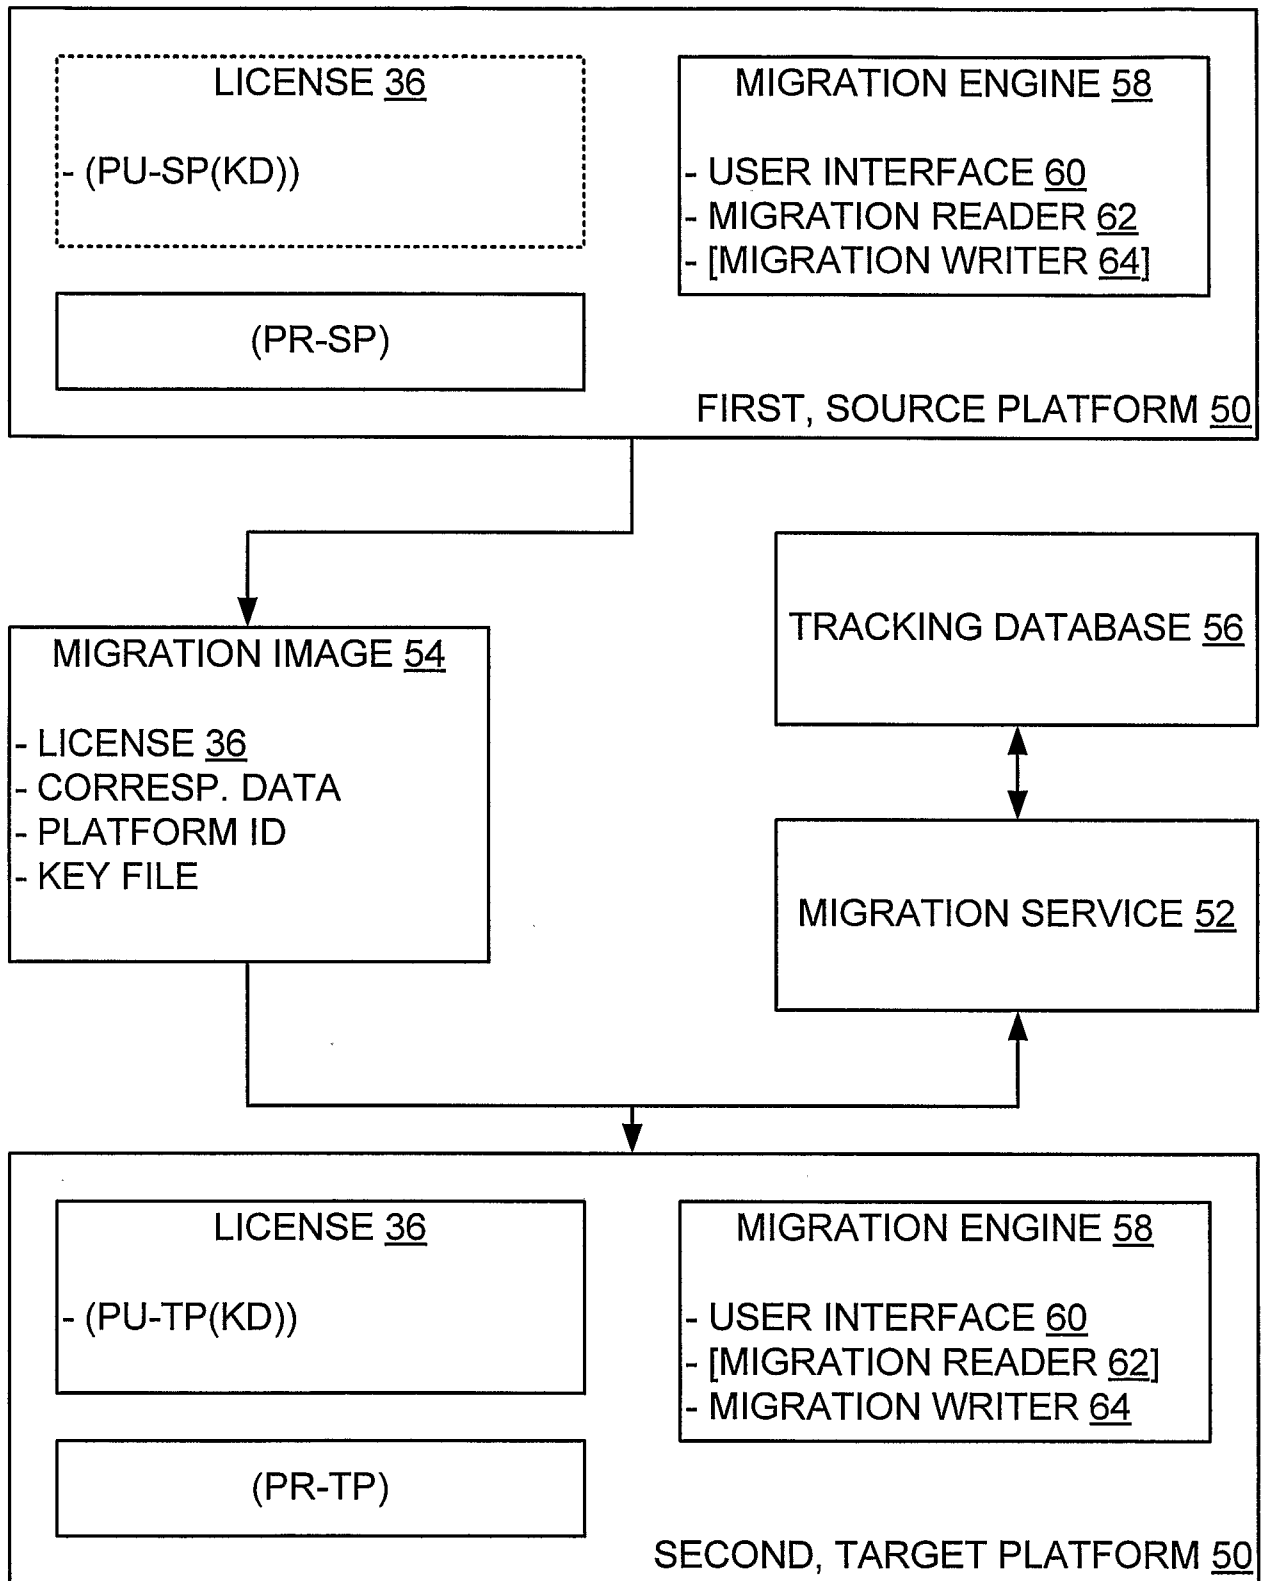 LICENSE 36
- (PU-SP(KD))
(PR-SP)
MIGRATION ENGINE 58
- USER INTERFACE 60
- MIGRATION READER 62
- [MIGRATION WRITER 64]
FIRST, SOURCE PLATFORM 50
MIGRATION IMAGE 54
- LICENSE 36
- CORRESP. DATA
- PLATFORM ID
- KEY FILE
TRACKING DATABASE 56
MIGRATION SERVICE 52
LICENSE 36
- (PU-TP(KD))
(PR-TP)
MIGRATION ENGINE 58
- USER INTERFACE 60
- [MIGRATION READER 62]
- MIGRATION WRITER 64
SECOND, TARGET PLATFORM 50